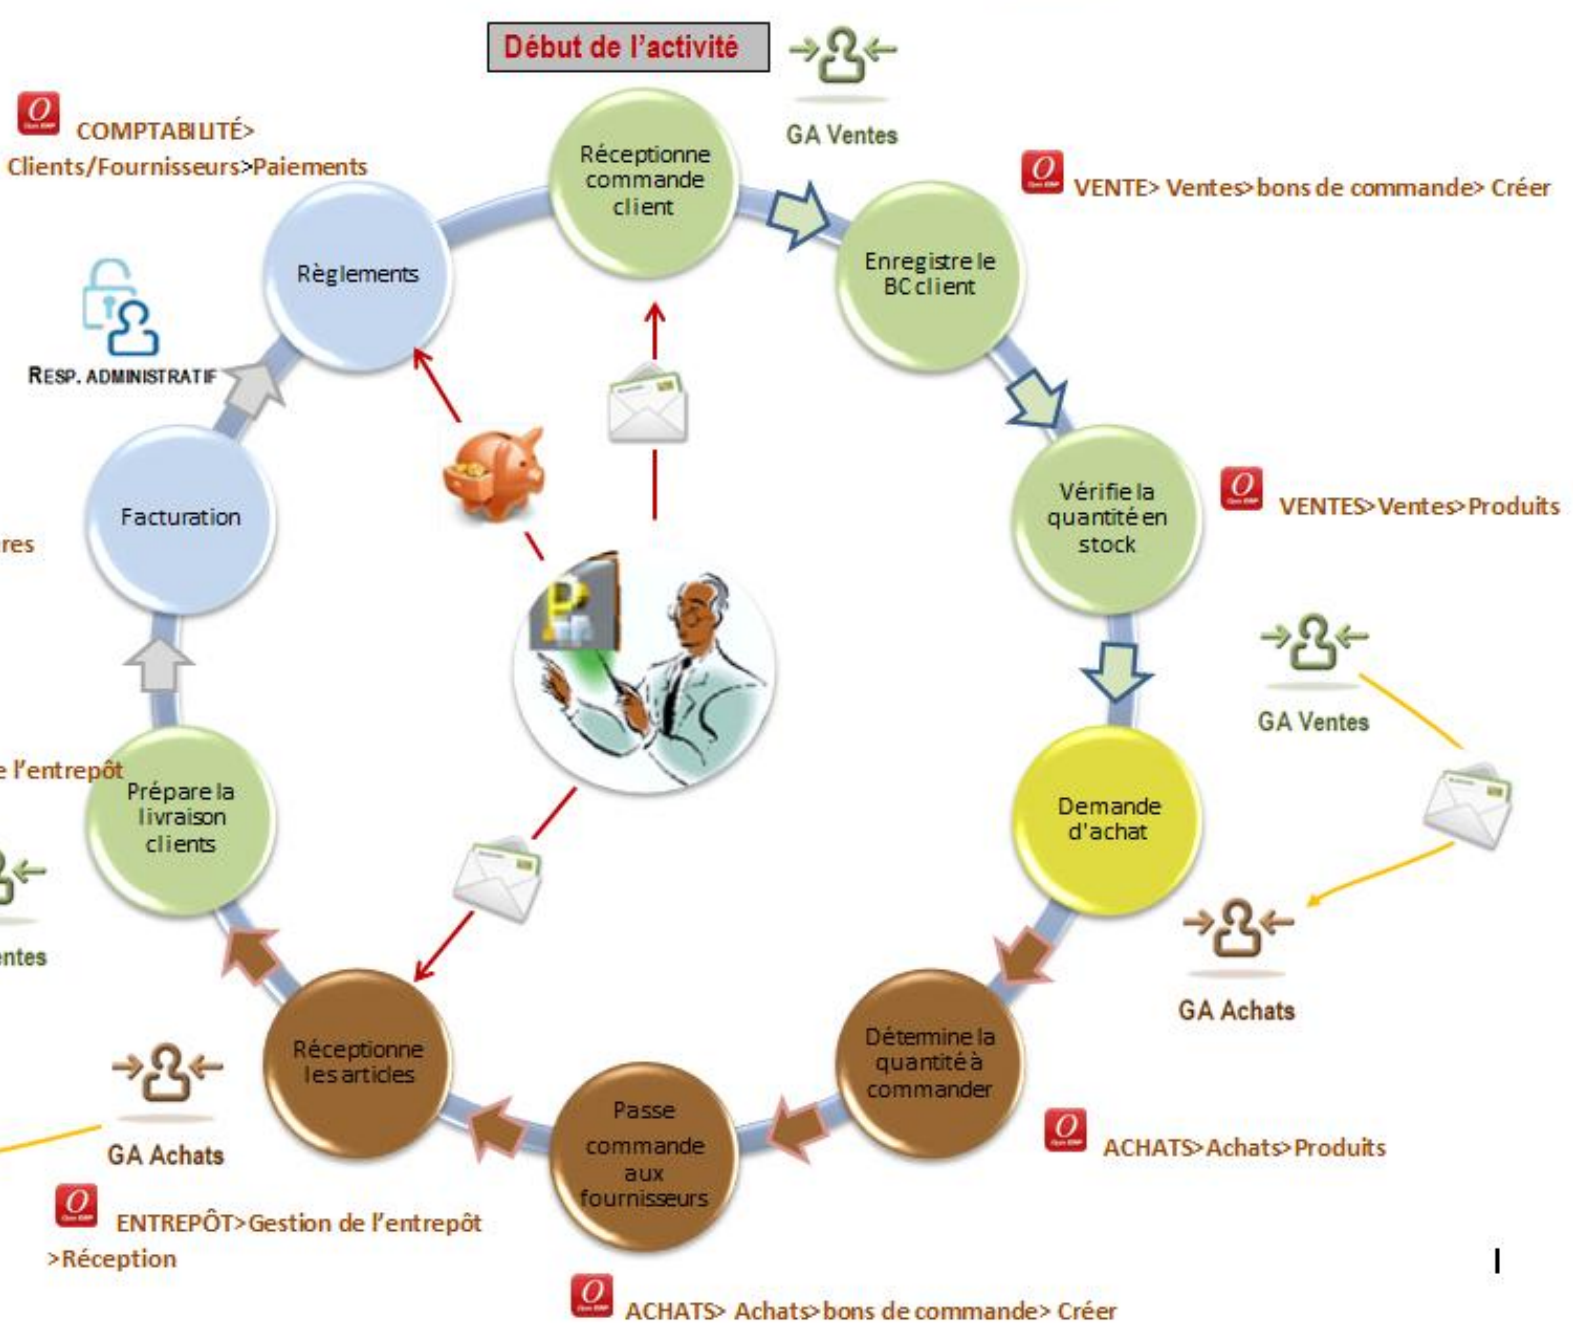 Début de l'activité
GA Ventes
COMPTABILITÉ>
Clients/Fournisseurs>Paiements
Réceptionne
commande
client
VENTE> Ventes>bons de commande> Créer
Enregistre le
BC client
Règlements
RESP. ADMINISTRATIF
Vérifie la
quantité en
stock
VENTES>Ventes>Produits
Facturation
res
GA Ventes
e l'entrepôt
Prépare la
livraison
clients
Demande
d'achat
entes
GA Achats
Détermine la
quantité à
commander
Réceptionne
les articles
Passe
commande
aux
fournisseurs
GA Achats
ACHATS>Achats>Produits
ENTREPÔT>Gestion de l'entrepôt
>Réception
ACHATS> Achats>bons de commande> Créer